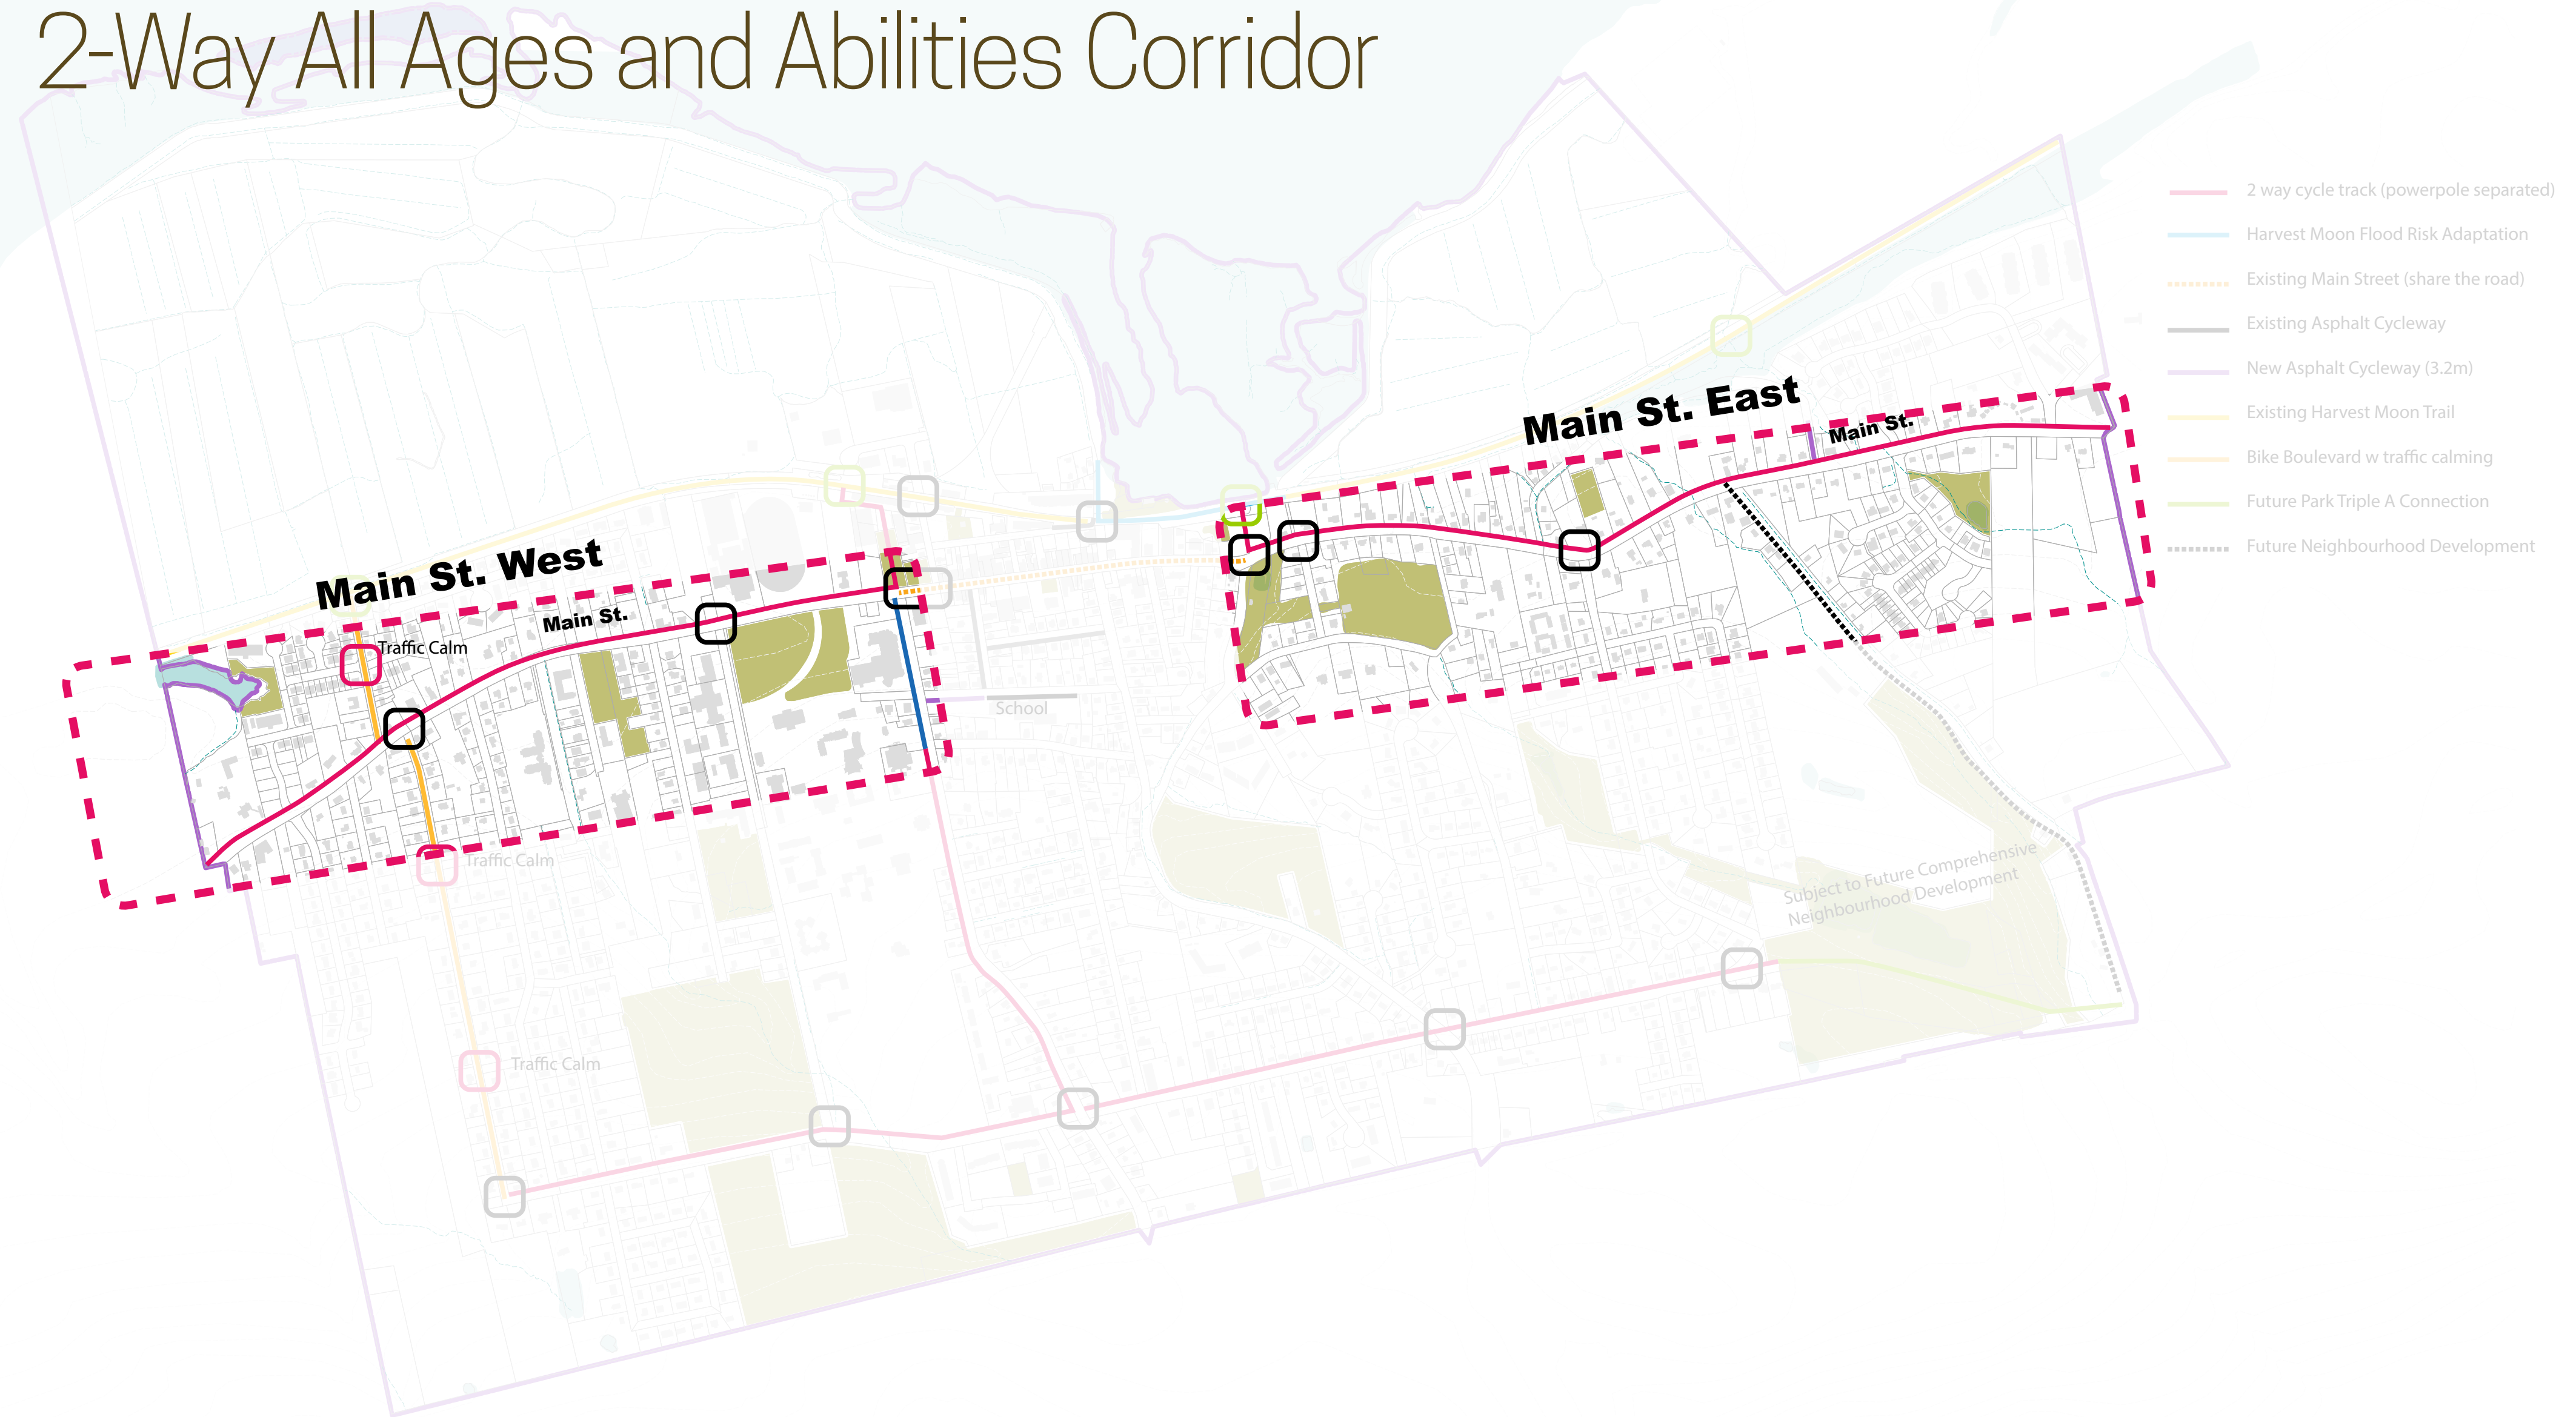 2-Way All Ages and Abilities Corridor
2 way cycle track (powerpole separated)
Harvest Moon Flood Risk Adaptation
Existing Main Street (share the road)
Existing Asphalt Cycleway
New Asphalt Cycleway (3.2m)
Existing Harvest Moon Trail
Bike Boulevard w traffic calming
Future Park Triple A Connection
Future Neighbourhood Development
Main St. East
Main St.
Main St. West
Main St.
Traffic Calm
School
Traffic Calm
Subject to Future Comprehensive
Neighbourhood Development
Traffic Calm